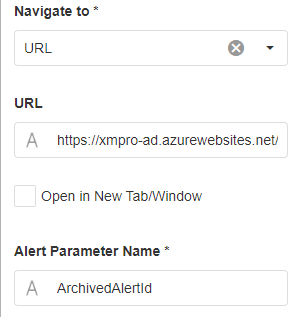 Navigate to *
URL
URL
A https://xmpro-ad.azurewebsites.net/
Open in New Tab/Window
Alert Parameter Name *
A ArchivedAlertId